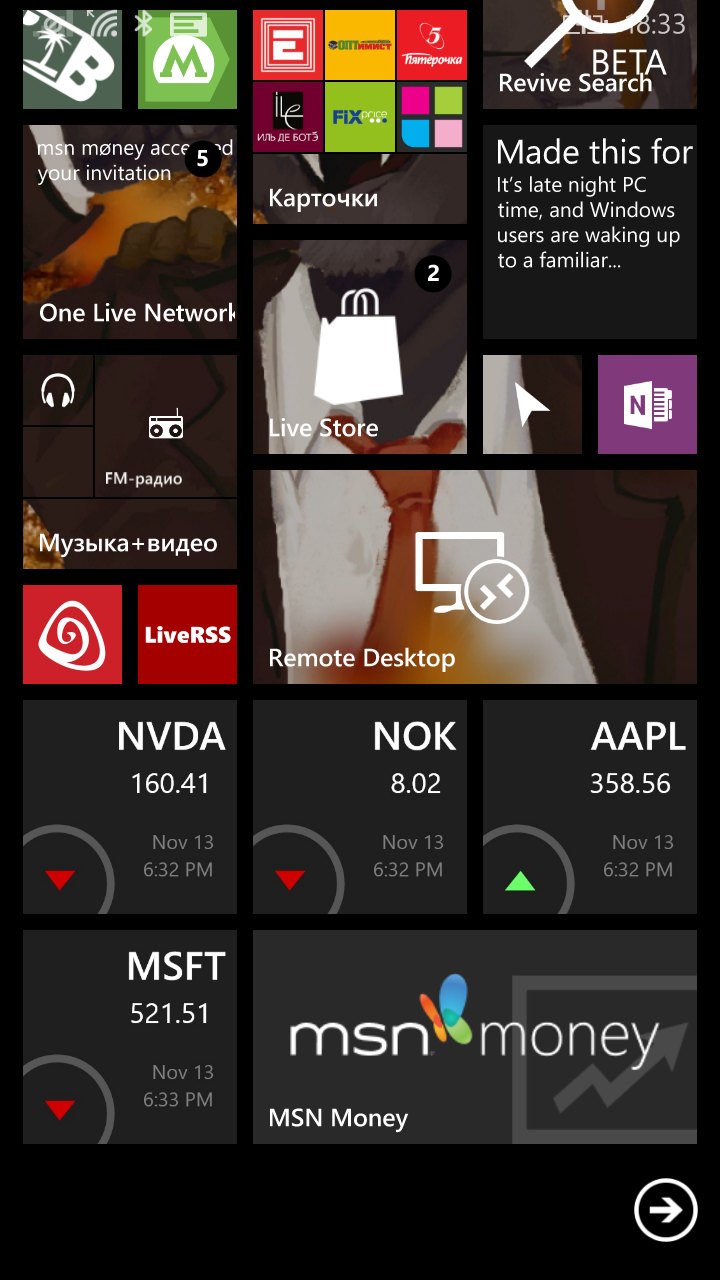 18:33
B
M
E
ОПТИМИСТ
5
Пятёрочка
BETA
Revive Search
иле
ИЛЬ ДЕ БОТЭ
FIX price
Карточки
msn møney accepted
your invitation
5
One Live Network
Made this for
It's late night PC
time, and Windows
users are waking up
to a familiar...
2
Live Store
N
FM-радио
Музыка+видео
LiveRSS
Remote Desktop
NVDA
160.41
Nov 13
6:32 PM
NOK
8.02
Nov 13
6:32 PM
AAPL
358.56
Nov 13
6:32 PM
MSFT
521.51
Nov 13
6:33 PM
msn money
MSN Money